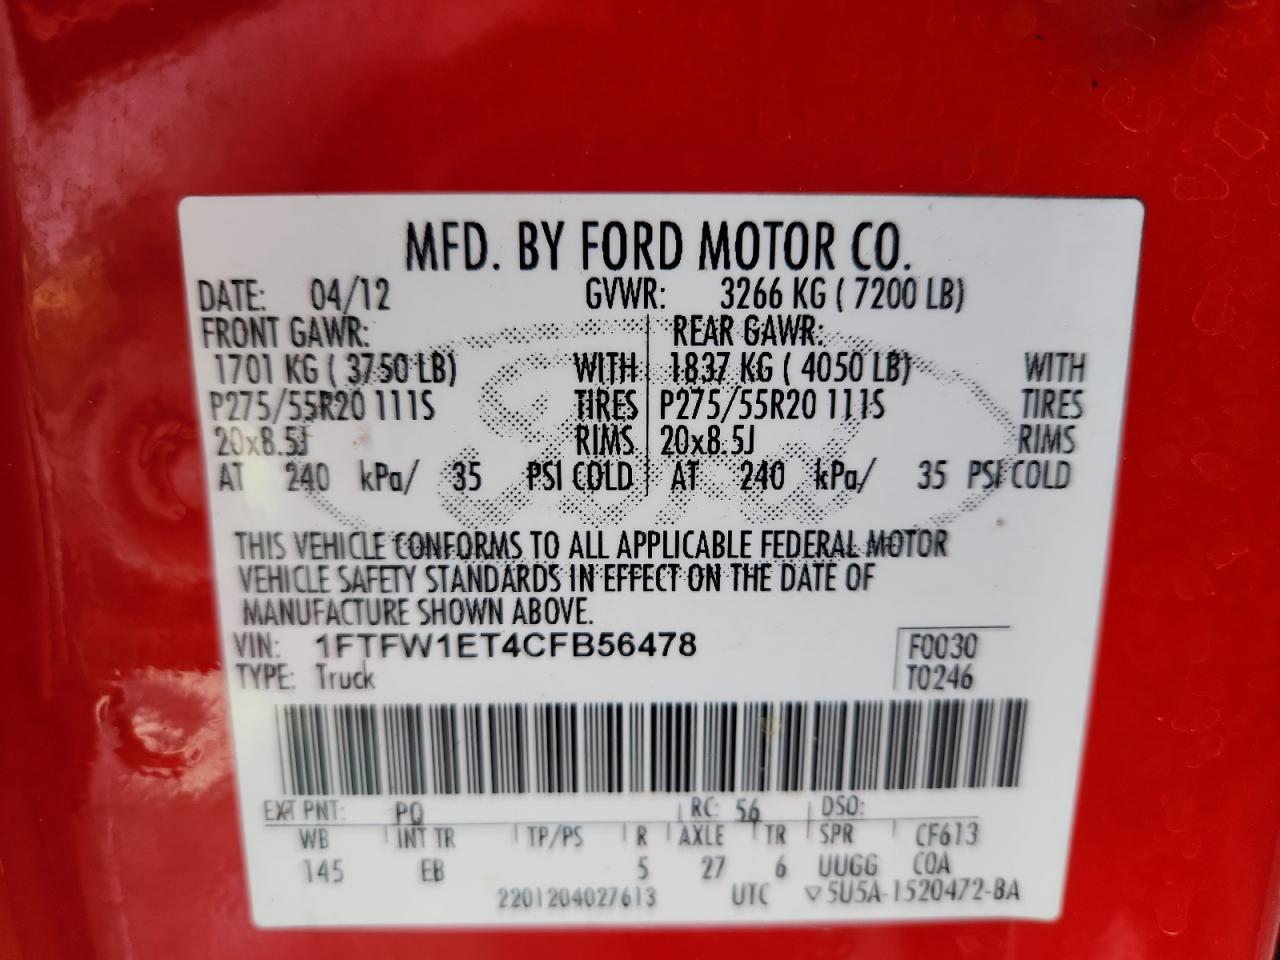 MFD. BY FORD MOTOR CO.
DATE: 04/12 GVWR: 3266 KG ( 7200 LB)
FRONT GAWR: REAR GAWR:
1701 KG ( 3750 LB) WITH 1837 KG ( 4050 LB) WITH
P275/55R20 111S TIRES P275/55R20 111S TIRES
20x8.5J RIMS 20x8.5J RIMS
AT 240 kPa/ 35 PSI COLD AT 240 kPa/ 35 PSI COLD
THIS VEHICLE CONFORMS TO ALL APPLICABLE FEDERAL MOTOR
VEHICLE SAFETY STANDARDS IN EFFECT ON THE DATE OF
MANUFACTURE SHOWN ABOVE.
VIN: 1FTFW1ET4CFB56478 F0030
TYPE: Truck T0246
EXT PNT: PQ RC: 56 DSO:
WB INT TR TP/PS R AXLE TR SPR CF613
145 EB 5 27 6 UUGG COA
2201204027613 UTC ▽5U5A-1520472-BA